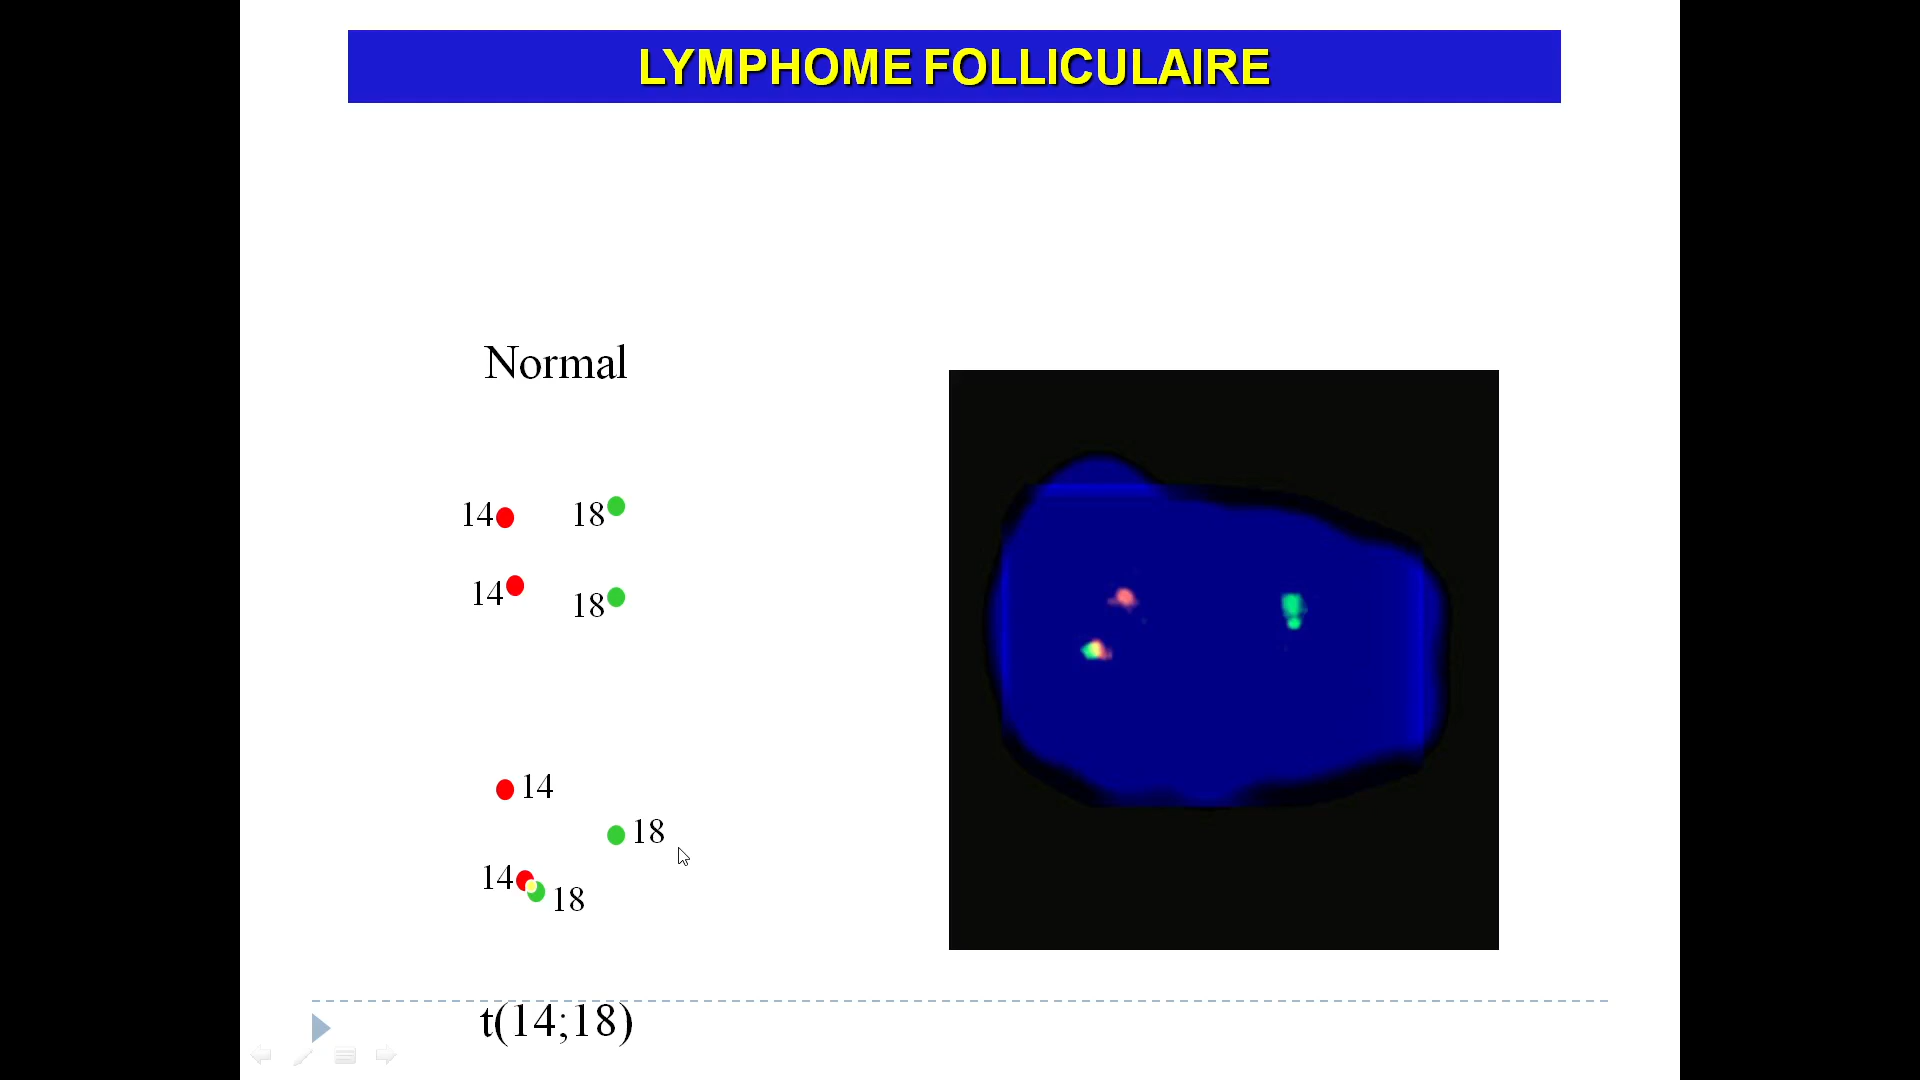 LYMPHOME FOLLICULAIRE
Normal
14 18
14 18
14
18
14
18
t(14;18)